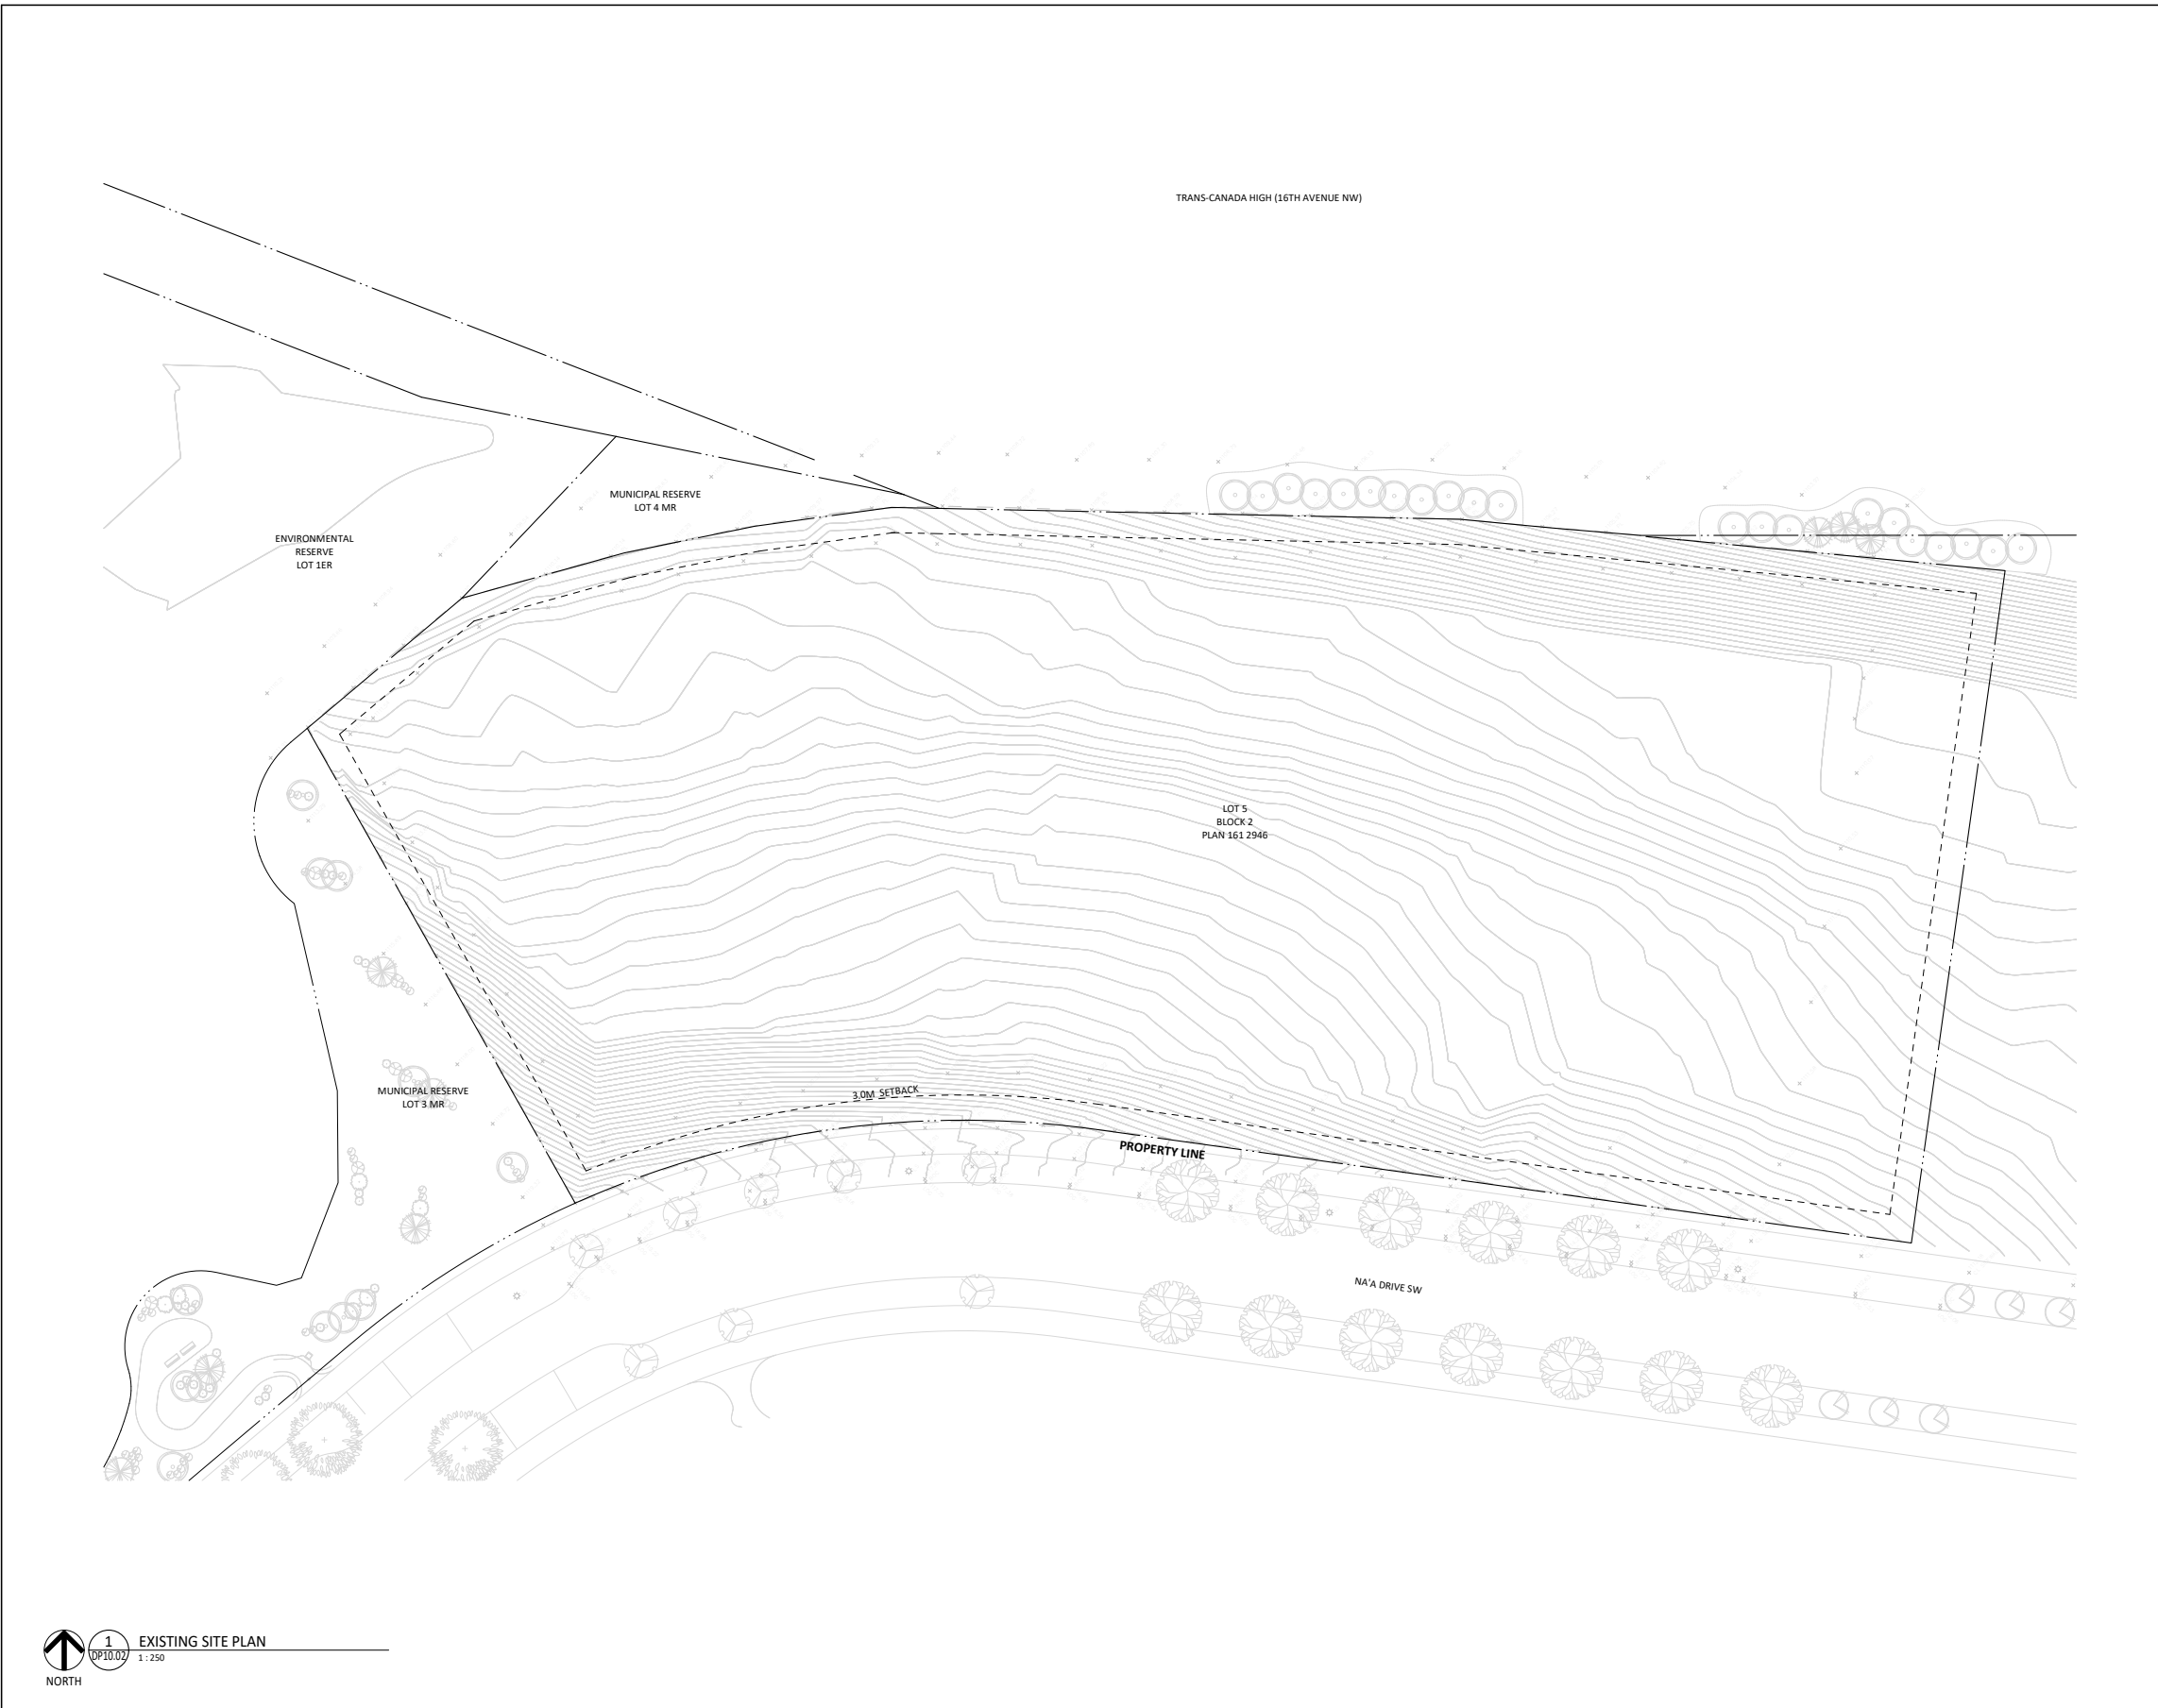 TRANS-CANADA HIGH (16TH AVENUE NW)
MUNICIPAL RESERVE
LOT 4 MR
ENVIRONMENTAL
RESERVE
LOT 1ER
LOT 5
BLOCK 2
PLAN 161 2946
MUNICIPAL RESERVE
LOT 3 MR
3.0M SETBACK
PROPERTY LINE
NA'A DRIVE SW
1
DP10.02
EXISTING SITE PLAN
1 : 250
NORTH